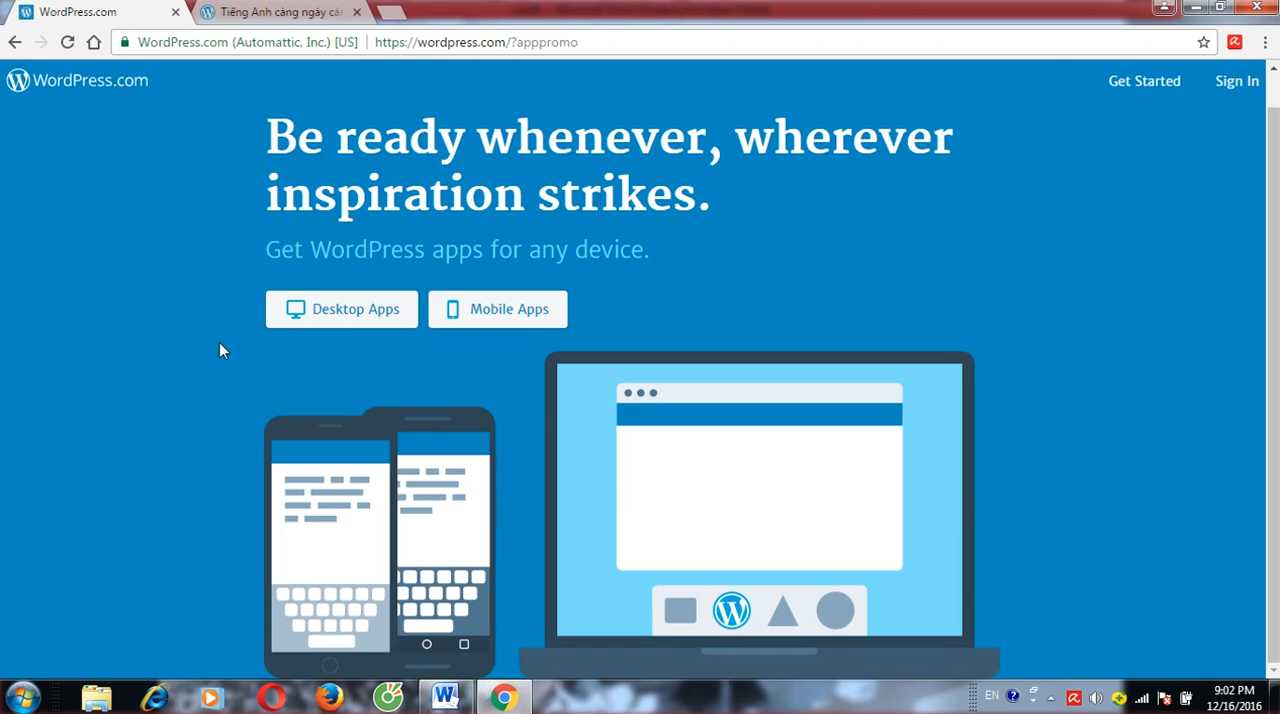 WordPress.com
Tiếng Anh càng ngày cà
WordPress.com (Automattic, Inc.) [US]
https://wordpress.com/?apppromo
WordPress.com
Get Started
Sign In
Be ready whenever, wherever
inspiration strikes.
Get WordPress apps for any device.
Desktop Apps
Mobile Apps
EN
9:02 PM
12/16/2016